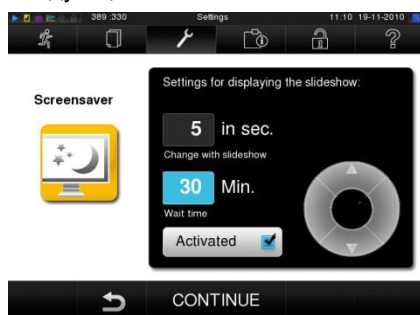 389 :330 Settings 11:10 19-11-2010
Screensaver
Settings for displaying the slideshow:
5 in sec.
Change with slideshow
30 Min.
Wait time
Activated
CONTINUE